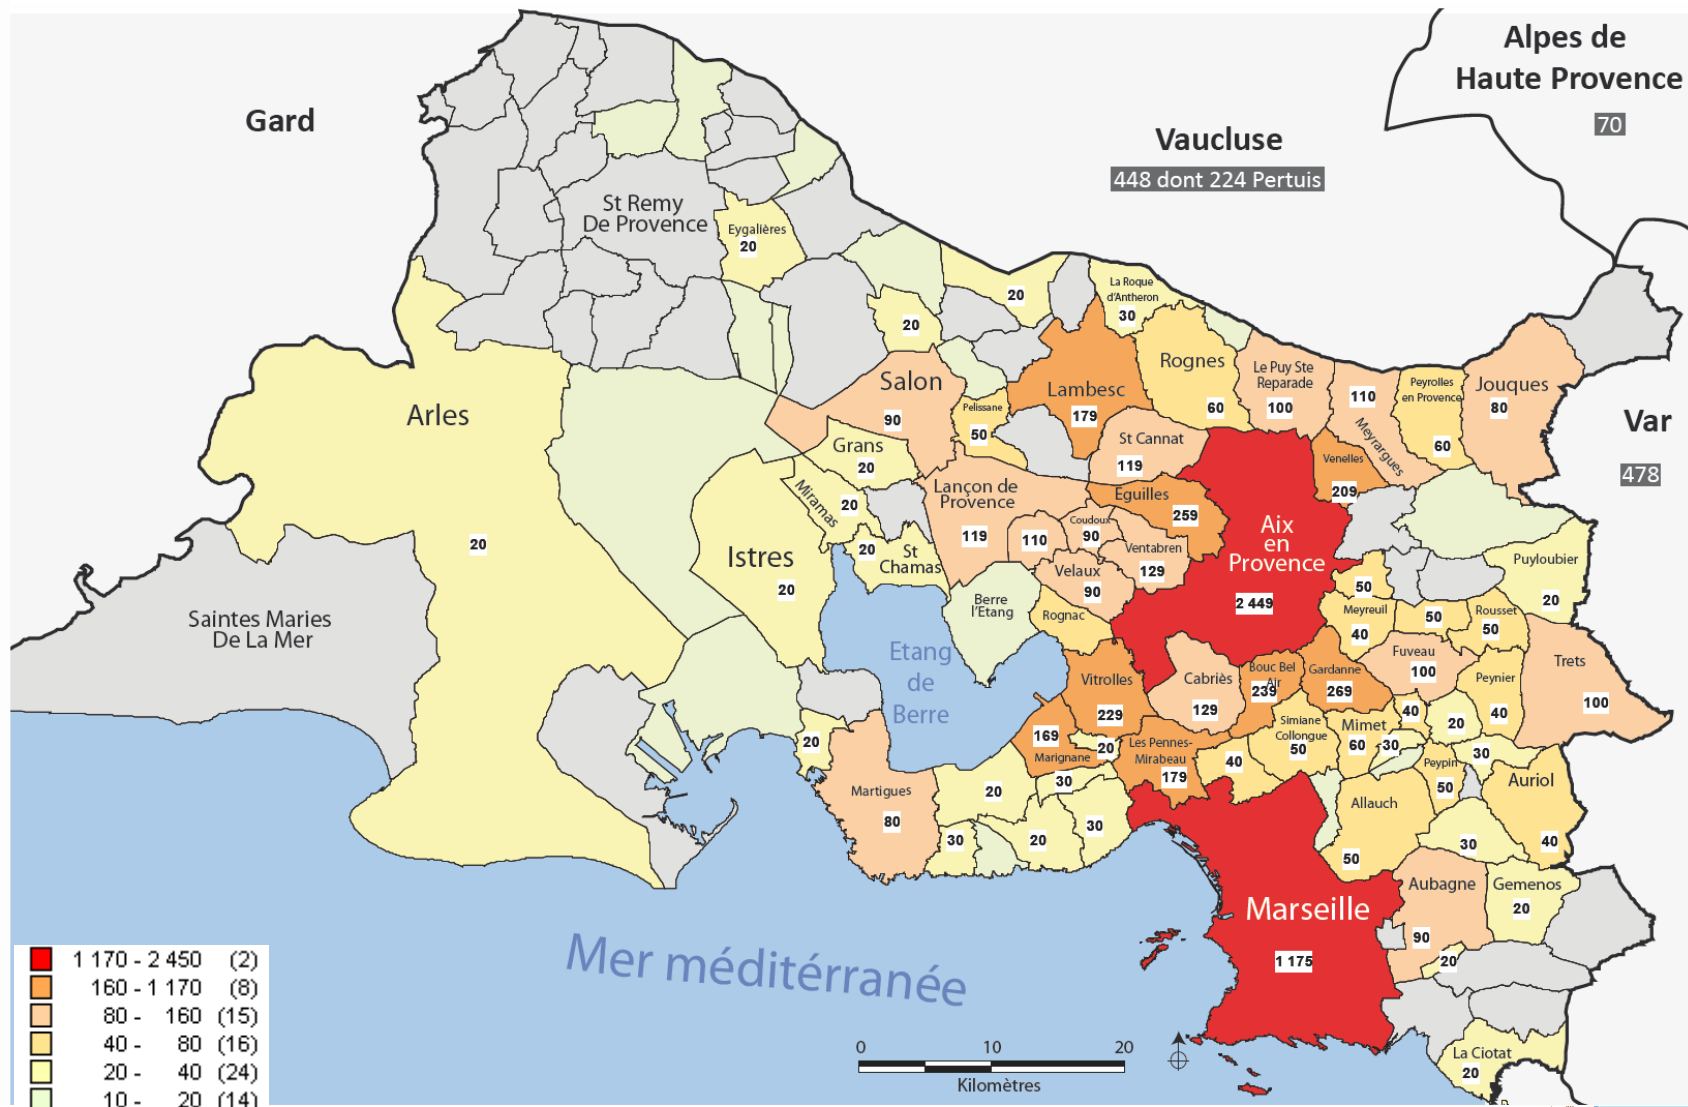 Alpes de
Haute Provence
70
Gard
Vaucluse
448 dont 224 Pertuis
St Remy
De Provence
Eygalières
20
20
La Roque
d'Antheron
30
20
Rognes
60
Le Puy Ste
Reparade
100
110
Meyrargues
Peyrolles
en Provence
60
Jouques
80
Var
478
Arles
20
Salon
90
Pelissane
50
Lambesc
179
St Cannat
119
Venelles
209
Grans
20
Miramas
20
Lançon de
Provence
119
Eguilles
259
Aix
en
Provence
2 449
Istres
20
20
St
Chamas
110
Coudoux
90
Ventabren
129
Velaux
90
Puyloubier
20
Saintes Maries
De La Mer
Berre
l'Etang
Rognac
50
Meyreuil
40
50
Rousset
50
Etang
de
Berre
Vitrolles
229
Cabriès
129
Bouc Bel
Air
239
Gardanne
269
Fuveau
100
Peynier
40
Trets
100
20
169
Marignane
20
Les Pennes-
Mirabeau
179
40
Simiane
Collongue
50
Mimet
60
30
40
20
30
Peypin
50
Auriol
40
Martigues
80
20
30
30
20
30
Allauch
50
30
Marseille
1 175
Aubagne
90
Gemenos
20
20
La Ciotat
20
Mer méditérranée
1 170 - 2 450 (2)
160 - 1 170 (8)
80 - 160 (15)
40 - 80 (16)
20 - 40 (24)
10 - 20 (14)
0 10 20
Kilomètres